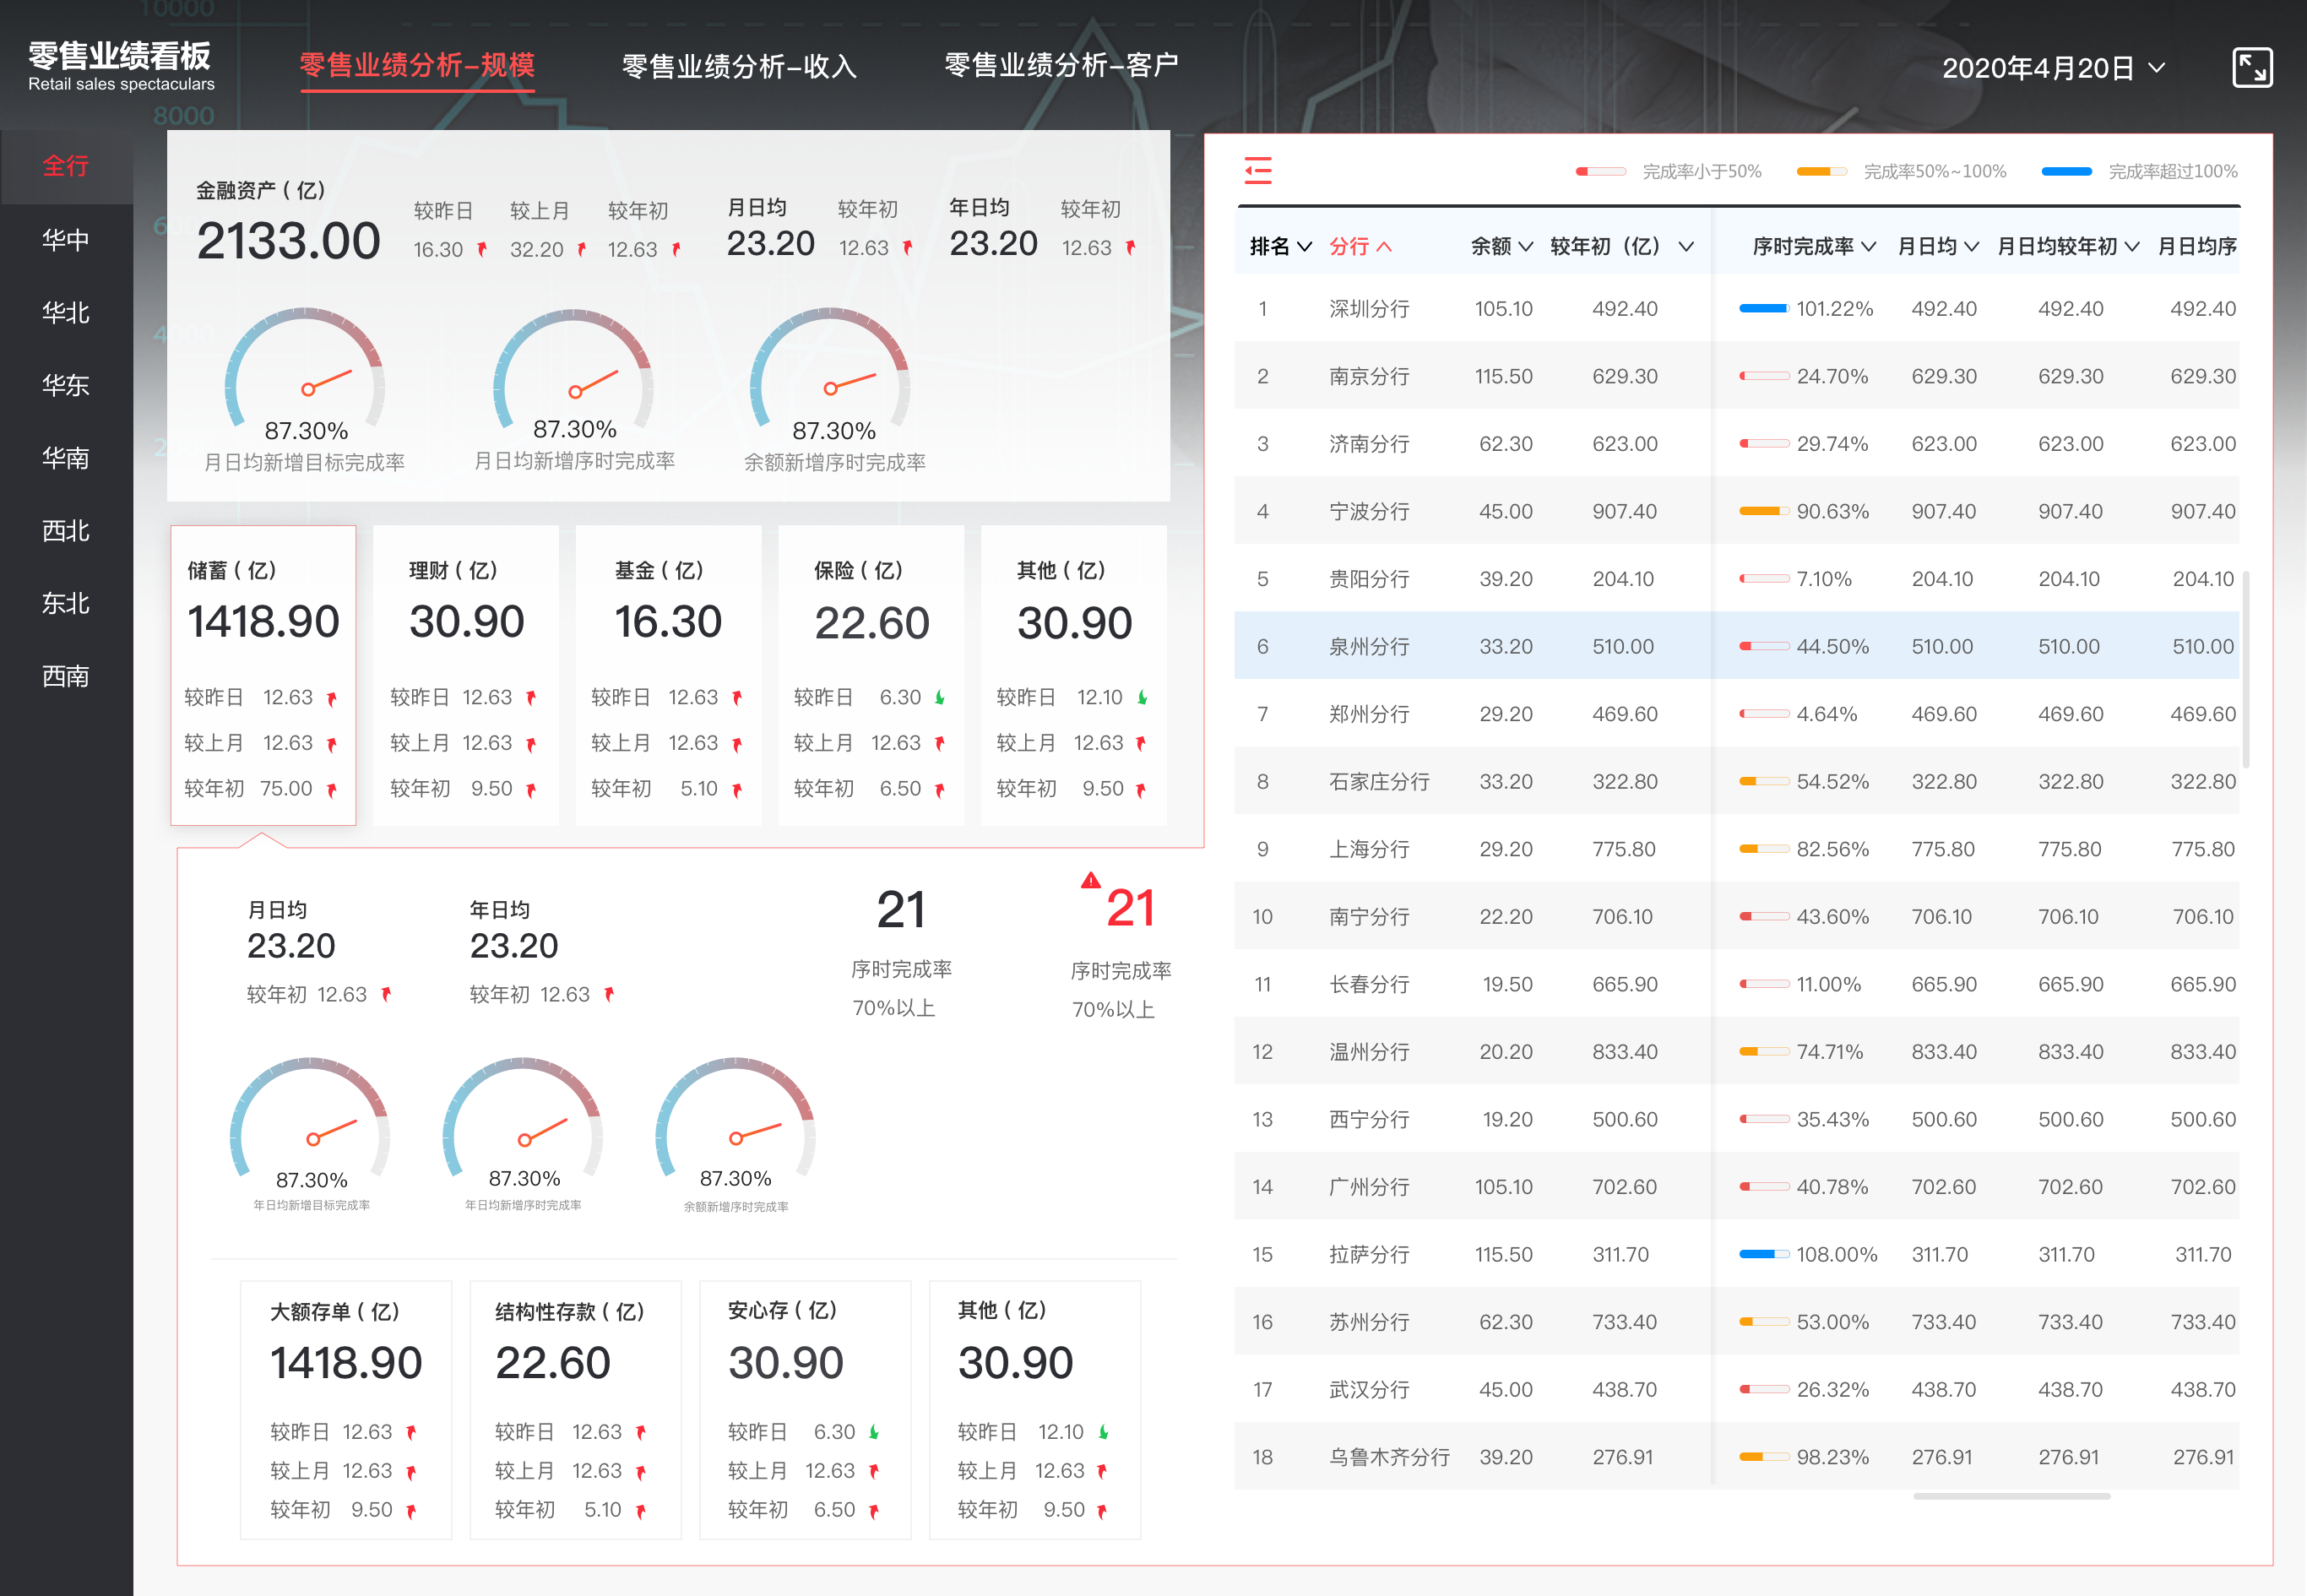 10000
零售业绩看板
Retail sales spectaculars
零售业绩分析–规模
零售业绩分析–收入
零售业绩分析–客户
2020年4月20日
8000
全行
华中
华北
华东
华南
西北
东北
西南
金融资产（亿）
2133.00
较昨日 较上月 较年初
16.30 32.20 12.63
月日均 较年初
23.20 12.63
年日均 较年初
23.20 12.63
87.30%
月日均新增目标完成率
87.30%
月日均新增序时完成率
87.30%
余额新增序时完成率
储蓄（亿）
1418.90
较昨日 12.63
较上月 12.63
较年初 75.00
理财（亿）
30.90
较昨日 12.63
较上月 12.63
较年初 9.50
基金（亿）
16.30
较昨日 12.63
较上月 12.63
较年初 5.10
保险（亿）
22.60
较昨日 6.30
较上月 12.63
较年初 6.50
其他（亿）
30.90
较昨日 12.10
较上月 12.63
较年初 9.50
月日均
23.20
较年初 12.63
年日均
23.20
较年初 12.63
21
序时完成率
70%以上
21
序时完成率
70%以上
87.30%
年日均新增目标完成率
87.30%
年日均新增序时完成率
87.30%
余额新增序时完成率
大额存单（亿）
1418.90
较昨日 12.63
较上月 12.63
较年初 9.50
结构性存款（亿）
22.60
较昨日 12.63
较上月 12.63
较年初 5.10
安心存（亿）
30.90
较昨日 6.30
较上月 12.63
较年初 6.50
其他（亿）
30.90
较昨日 12.10
较上月 12.63
较年初 9.50
完成率小于50% 完成率50%~100% 完成率超过100%
排名 分行 余额 较年初（亿） 序时完成率 月日均 月日均较年初 月日均序
1 深圳分行 105.10 492.40 101.22% 492.40 492.40 492.40
2 南京分行 115.50 629.30 24.70% 629.30 629.30 629.30
3 济南分行 62.30 623.00 29.74% 623.00 623.00 623.00
4 宁波分行 45.00 907.40 90.63% 907.40 907.40 907.40
5 贵阳分行 39.20 204.10 7.10% 204.10 204.10 204.10
6 泉州分行 33.20 510.00 44.50% 510.00 510.00 510.00
7 郑州分行 29.20 469.60 4.64% 469.60 469.60 469.60
8 石家庄分行 33.20 322.80 54.52% 322.80 322.80 322.80
9 上海分行 29.20 775.80 82.56% 775.80 775.80 775.80
10 南宁分行 22.20 706.10 43.60% 706.10 706.10 706.10
11 长春分行 19.50 665.90 11.00% 665.90 665.90 665.90
12 温州分行 20.20 833.40 74.71% 833.40 833.40 833.40
13 西宁分行 19.20 500.60 35.43% 500.60 500.60 500.60
14 广州分行 105.10 702.60 40.78% 702.60 702.60 702.60
15 拉萨分行 115.50 311.70 108.00% 311.70 311.70 311.70
16 苏州分行 62.30 733.40 53.00% 733.40 733.40 733.40
17 武汉分行 45.00 438.70 26.32% 438.70 438.70 438.70
18 乌鲁木齐分行 39.20 276.91 98.23% 276.91 276.91 276.91